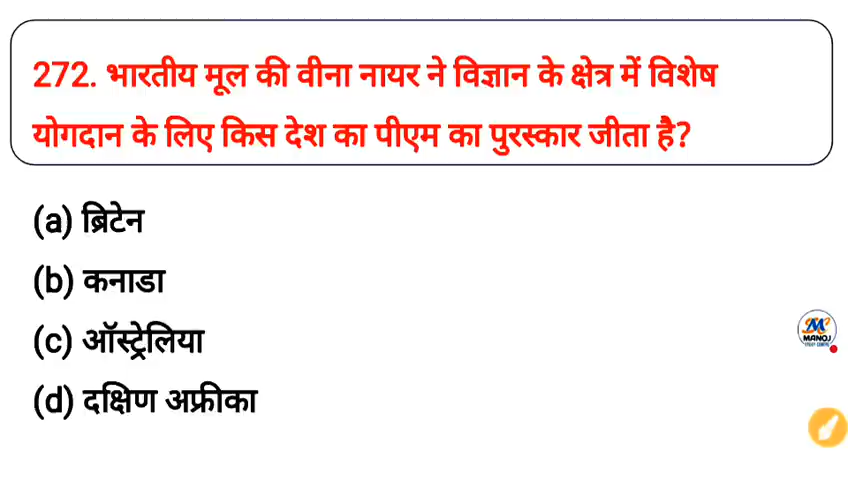 272. भारतीय मूल की वीना नायर ने विज्ञान के क्षेत्र में विशेष
योगदान के लिए किस देश का पीएम का पुरस्कार जीता है?
(a) ब्रिटेन
(b) कनाडा
(c) ऑस्ट्रेलिया
(d) दक्षिण अफ्रीका
MANOJ